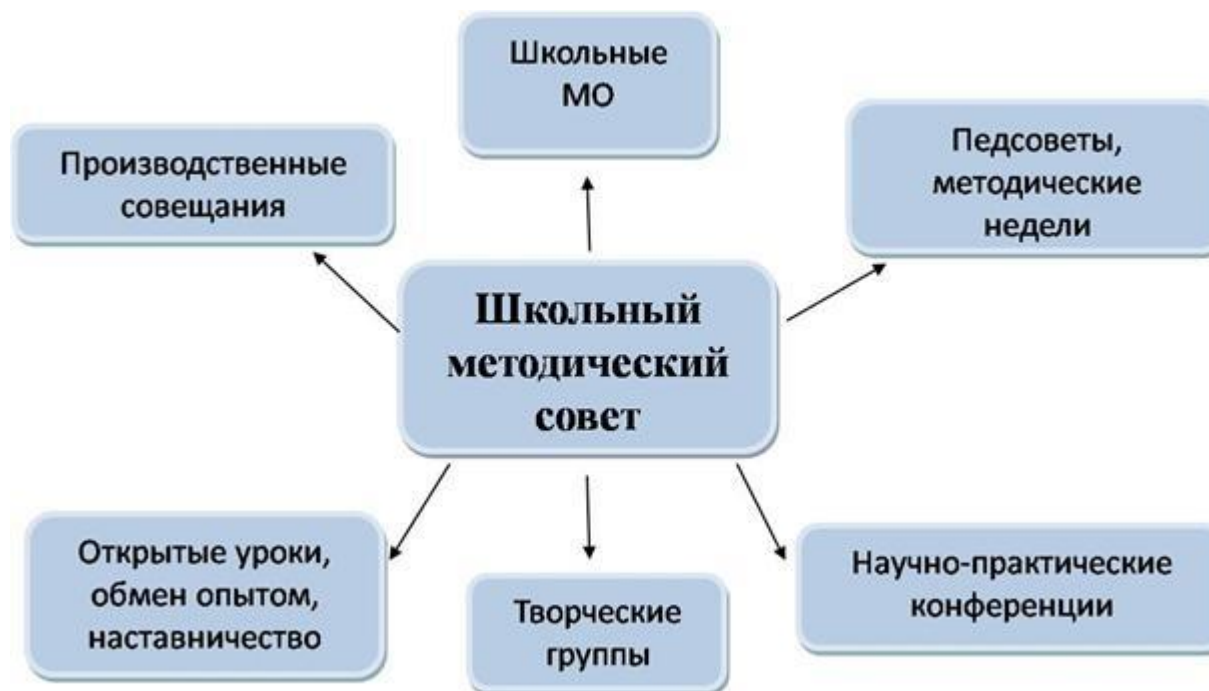 Школьные
МО
Производственные
совещания
Педсоветы,
методические
недели
Школьный
методический
совет
Открытые уроки,
обмен опытом,
наставничество
Творческие
группы
Научно-практические
конференции